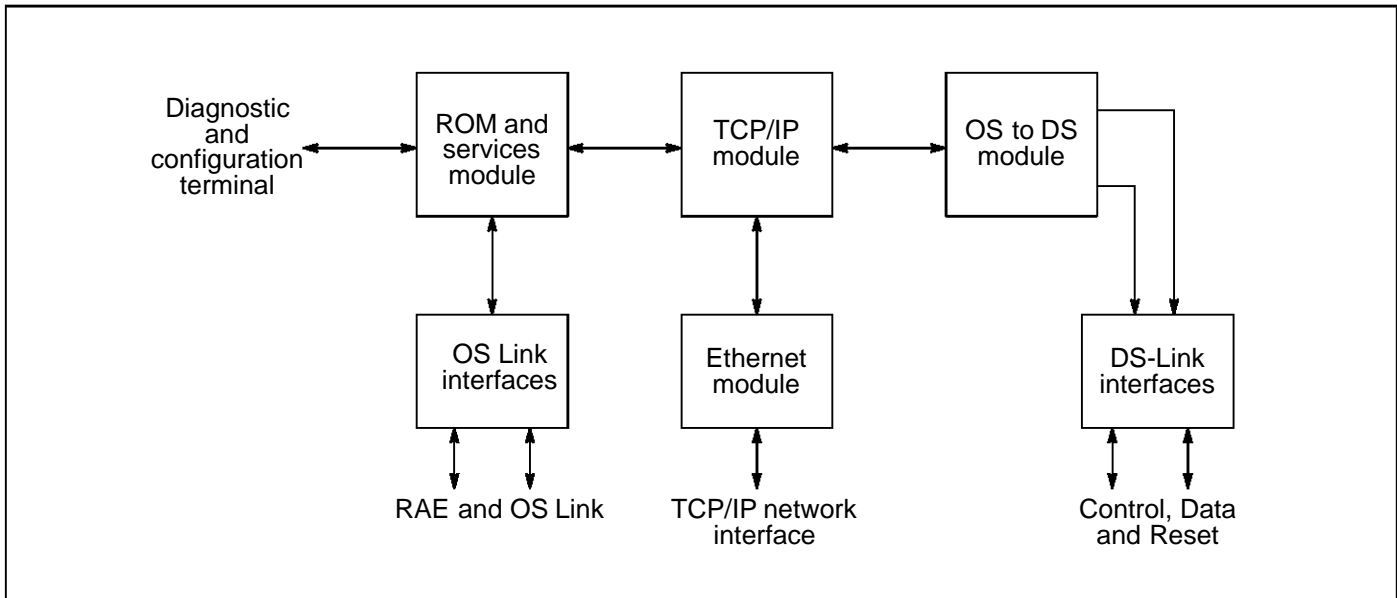 Diagnostic
and
configuration
terminal
ROM and
services
module
TCP/IP
module
OS to DS
module
OS Link
interfaces
Ethernet
module
DS-Link
interfaces
RAE and OS Link
TCP/IP network
interface
Control, Data
and Reset